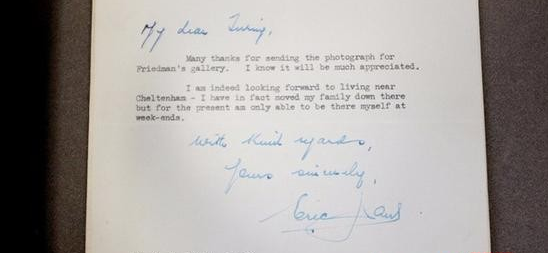 My dear Turing,
Many thanks for sending the photograph for
Friedman's gallery. I know it will be much appreciated.
I am indeed looking forward to living near
Cheltenham - I have in fact moved my family down there
but for the present am only able to be there myself at
week-ends.
With kind regards,
Yours sincerely,
Eric Jones.